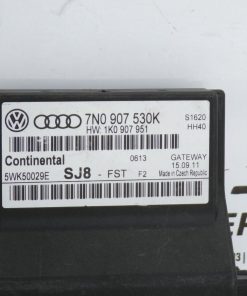 7N0 907 530K
S1620
HW: 1K0 907 951
HH40
Continental
0613
GATEWAY
15.09.11
5WK50029E
SJ8 - FST
F2
Made in Czech Republic